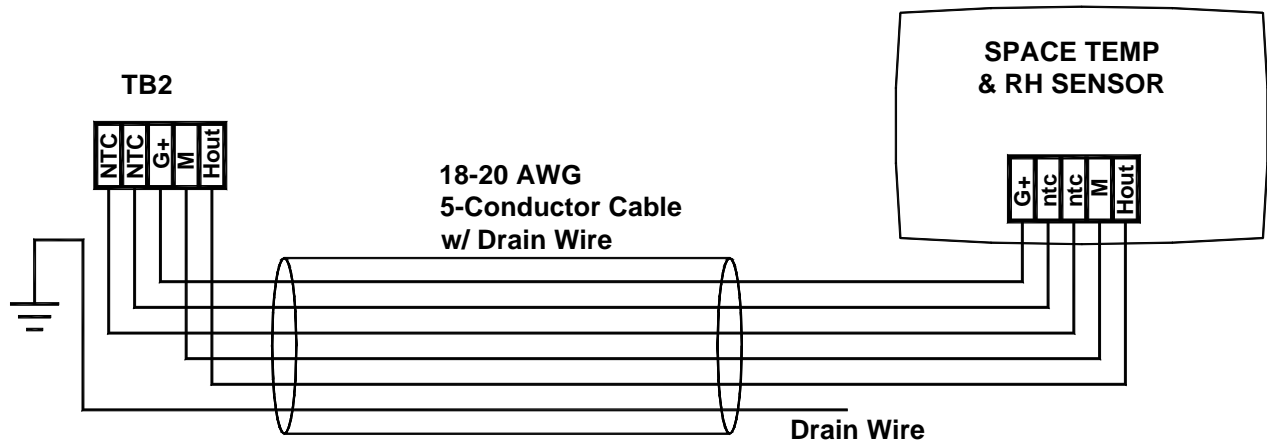 SPACE TEMP
& RH SENSOR
TB2
NTC
NTC
G+
M
Hout
18-20 AWG
5-Conductor Cable
w/ Drain Wire
G+
ntc
ntc
M
Hout
Drain Wire